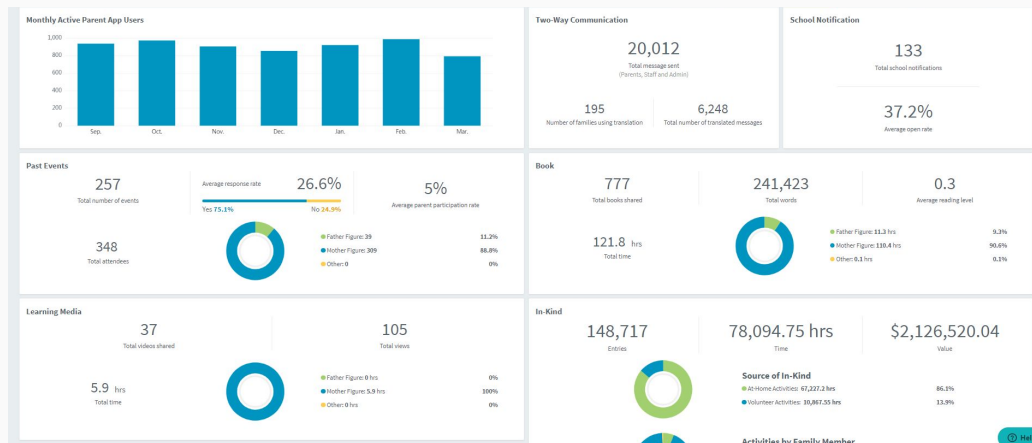 Monthly Active Parent App Users
1,000
800
600
400
200
0
Sep.
Oct.
Nov.
Dec.
Jan.
Feb.
Mar.
Two-Way Communication
20,012
Total message sent
(Parents, Staff and Admin)
195
Number of families using translation
6,248
Total number of translated messages
School Notification
133
Total school notifications
37.2%
Average open rate
Past Events
257
Total number of events
Average response rate 26.6%
Yes 75.1% No 24.9%
5%
Average parent participation rate
348
Total attendees
Father Figure: 39 11.2%
Mother Figure: 309 88.8%
Other: 0 0%
Book
777
Total books shared
241,423
Total words
0.3
Average reading level
121.8 hrs
Total time
Father Figure: 11.3 hrs 9.3%
Mother Figure: 110.4 hrs 90.6%
Other: 0.1 hrs 0.1%
Learning Media
37
Total videos shared
105
Total views
5.9 hrs
Total time
Father Figure: 0 hrs 0%
Mother Figure: 5.9 hrs 100%
Other: 0 hrs 0%
In-Kind
148,717
Entries
78,094.75 hrs
Time
$2,126,520.04
Value
Source of In-Kind
At-Home Activities: 67,227.2 hrs 86.1%
Volunteer Activities: 10,867.55 hrs 13.9%
Activities by Family Member